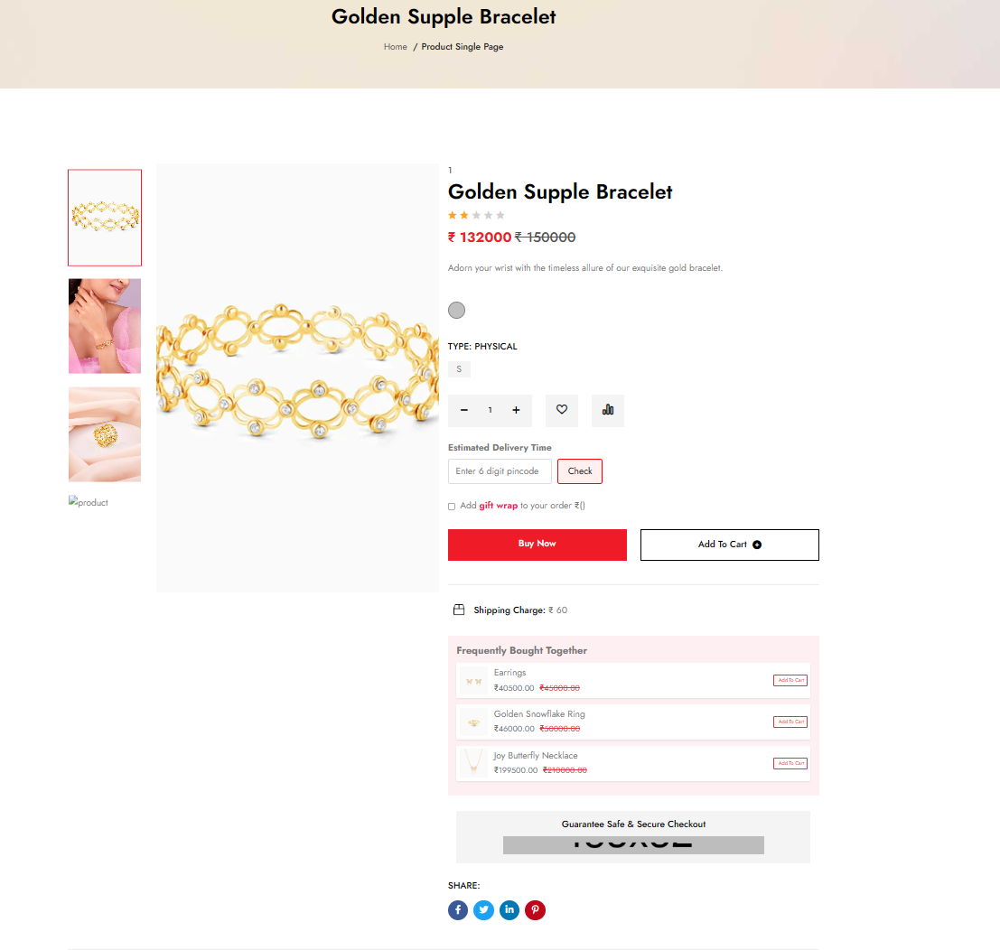 Golden Supple Bracelet
Home / Product Single Page
1
Golden Supple Bracelet
₹ 132000 ₹ 150000
Adorn your wrist with the timeless allure of our exquisite gold bracelet.
TYPE: PHYSICAL
S
− 1 +
Estimated Delivery Time
Enter 6 digit pincode Check
Add gift wrap to your order ₹()
Buy Now Add To Cart
product
Shipping Charge: ₹ 60
Frequently Bought Together
Earrings
₹40500.00 ₹45000.00
Add To Cart
Golden Snowflake Ring
₹46000.00 ₹50000.00
Add To Cart
Joy Butterfly Necklace
₹199500.00 ₹210000.00
Add To Cart
Guarantee Safe & Secure Checkout
SHARE: